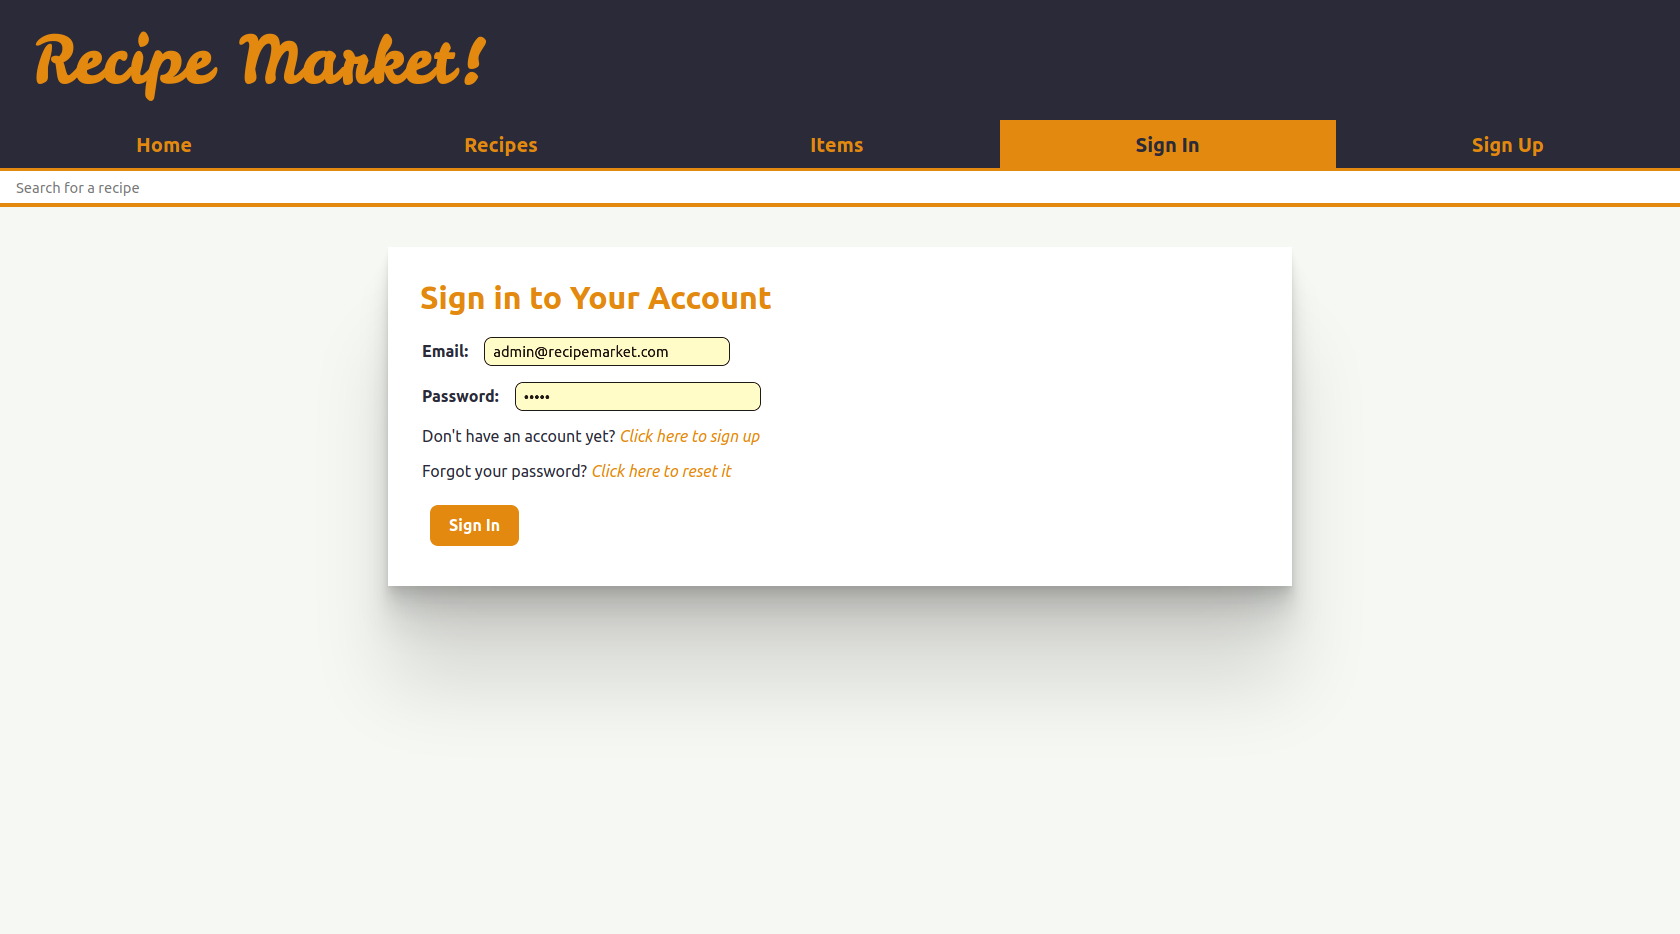 Recipe Market!
Home Recipes Items Sign In Sign Up
Search for a recipe
Sign in to Your Account
Email: admin@recipemarket.com
Password: •••••
Don't have an account yet? Click here to sign up
Forgot your password? Click here to reset it
Sign In